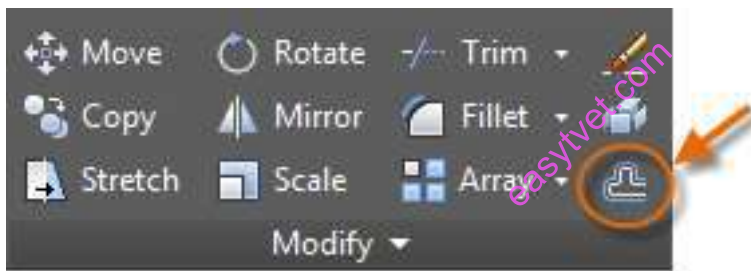 Move Rotate Trim
Copy Mirror Fillet
Stretch Scale Array
Modify
easytvet.com